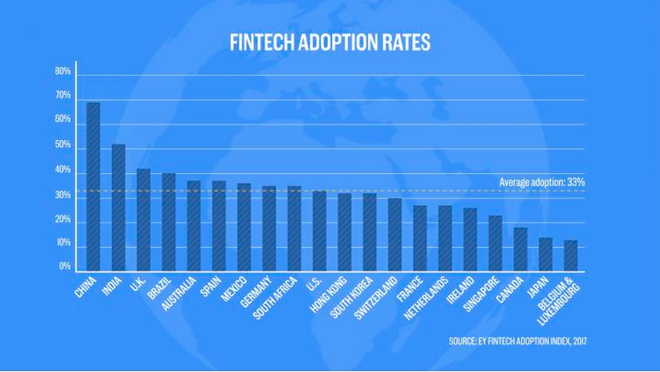 FINTECH ADOPTION RATES
80%
70%
60%
50%
40%
30%
20%
10%
0%
Average adoption: 33%
CHINA
INDIA
U.K.
BRAZIL
AUSTRALIA
SPAIN
MEXICO
GERMANY
SOUTH AFRICA
U.S.
HONG KONG
SOUTH KOREA
SWITZERLAND
FRANCE
NETHERLANDS
IRELAND
SINGAPORE
CANADA
JAPAN
BELGIUM &
LUXEMBOURG
SOURCE: EY FINTECH ADOPTION INDEX, 2017